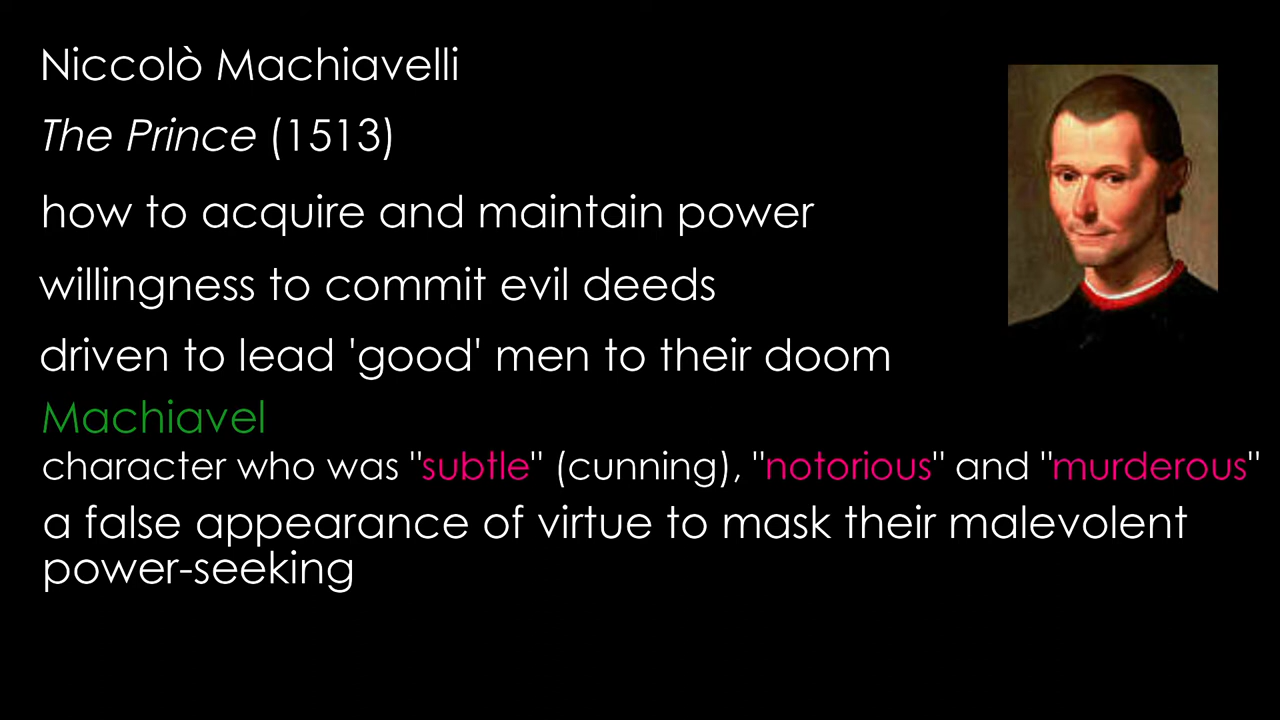 Niccolò Machiavelli
The Prince (1513)
how to acquire and maintain power
willingness to commit evil deeds
driven to lead 'good' men to their doom
Machiavel
character who was "subtle" (cunning), "notorious" and "murderous"
a false appearance of virtue to mask their malevolent
power-seeking